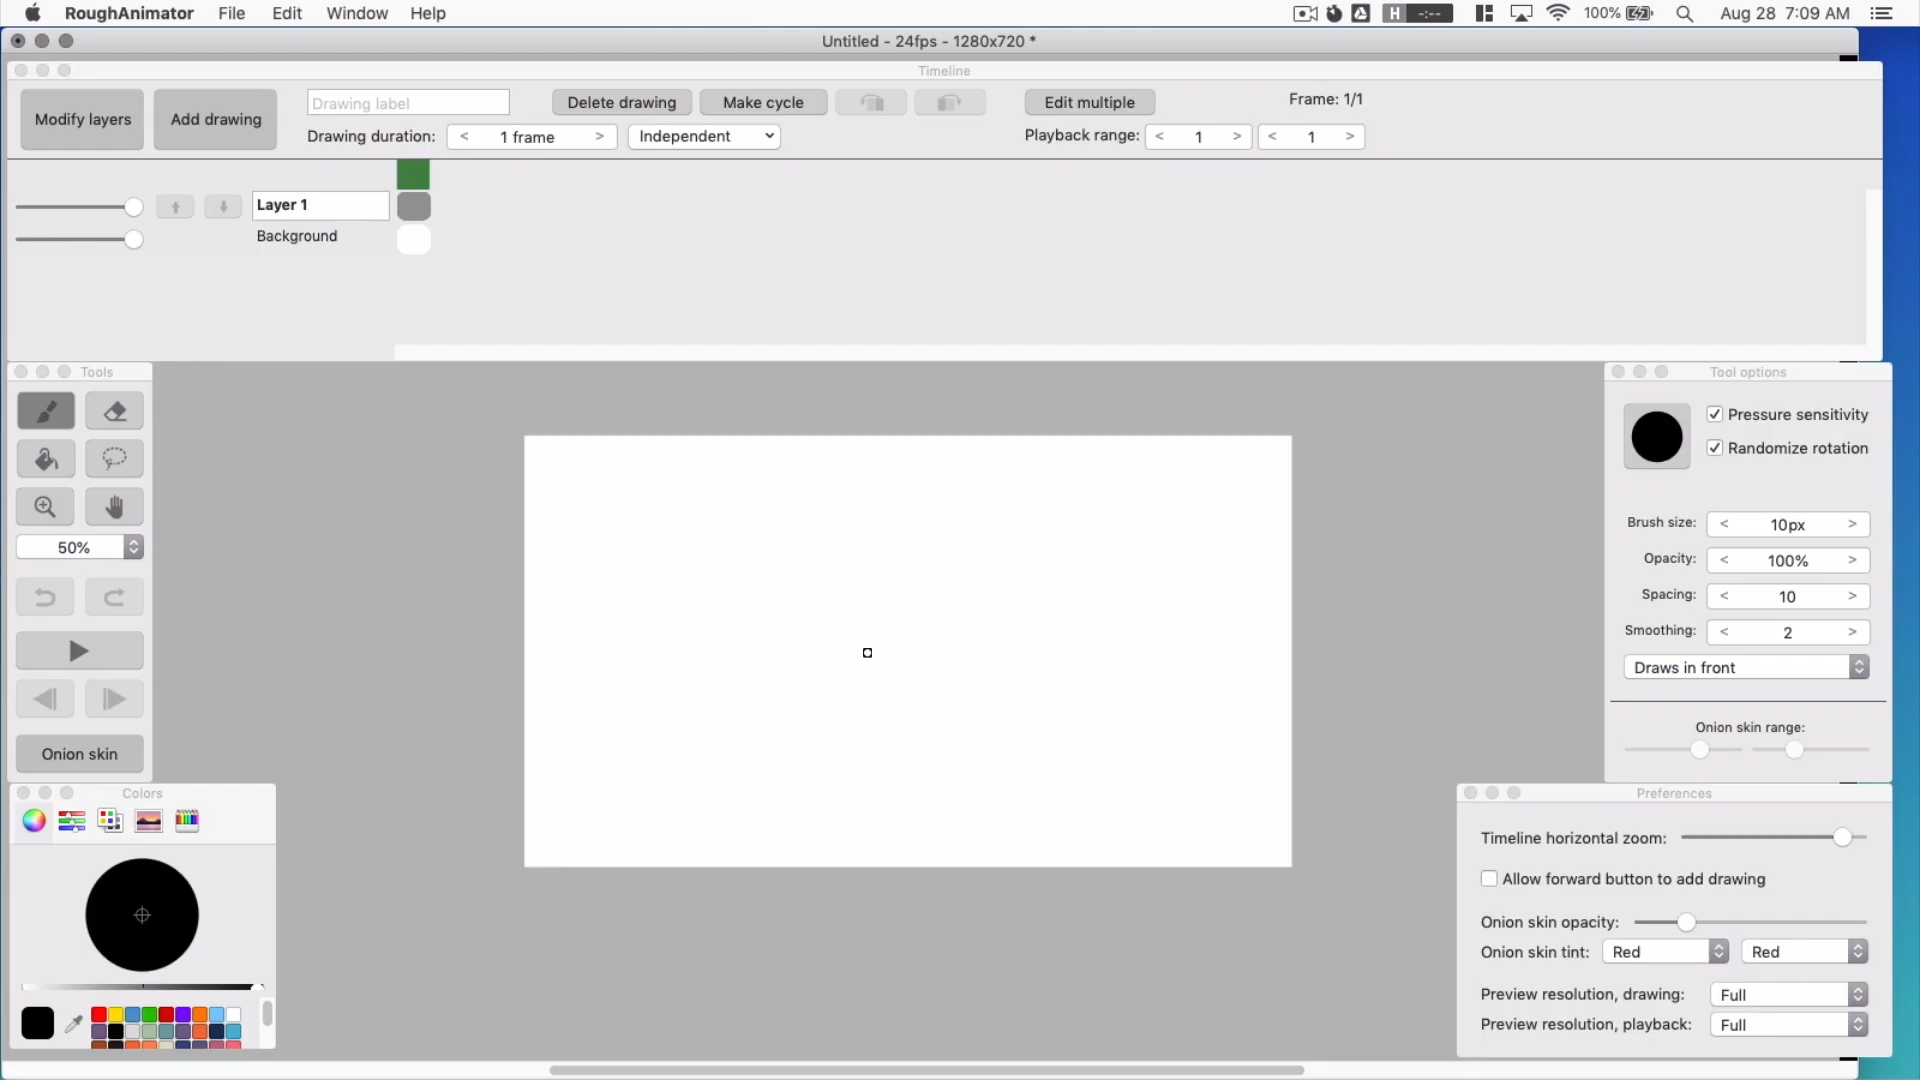 RoughAnimator File Edit Window Help H -:-- 100% Aug 28 7:09 AM
Untitled - 24fps - 1280x720 *
Timeline
Modify layers Add drawing Drawing label Delete drawing Make cycle Edit multiple Frame: 1/1
Drawing duration: < 1 frame > Independent Playback range: < 1 > < 1 >
Layer 1
Background
Tools
50%
Onion skin
Tool options
Pressure sensitivity
Randomize rotation
Brush size: < 10px >
Opacity: < 100% >
Spacing: < 10 >
Smoothing: < 2 >
Draws in front
Onion skin range:
Colors
Preferences
Timeline horizontal zoom:
Allow forward button to add drawing
Onion skin opacity:
Onion skin tint: Red Red
Preview resolution, drawing: Full
Preview resolution, playback: Full